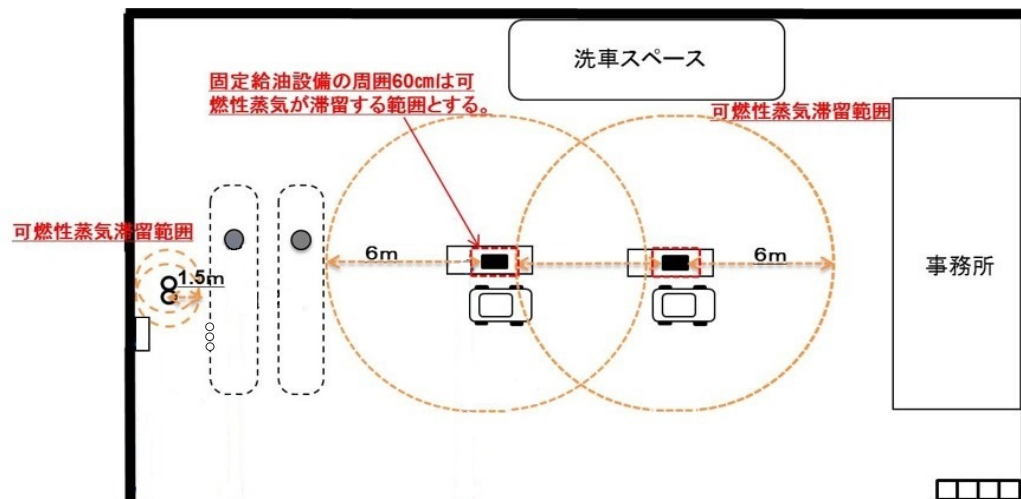 洗車スペース
固定給油設備の周囲60cmは可
燃性蒸気が滞留する範囲とする。
可燃性蒸気滞留範囲
可燃性蒸気滞留範囲
6m
6m
1.5m
事務所